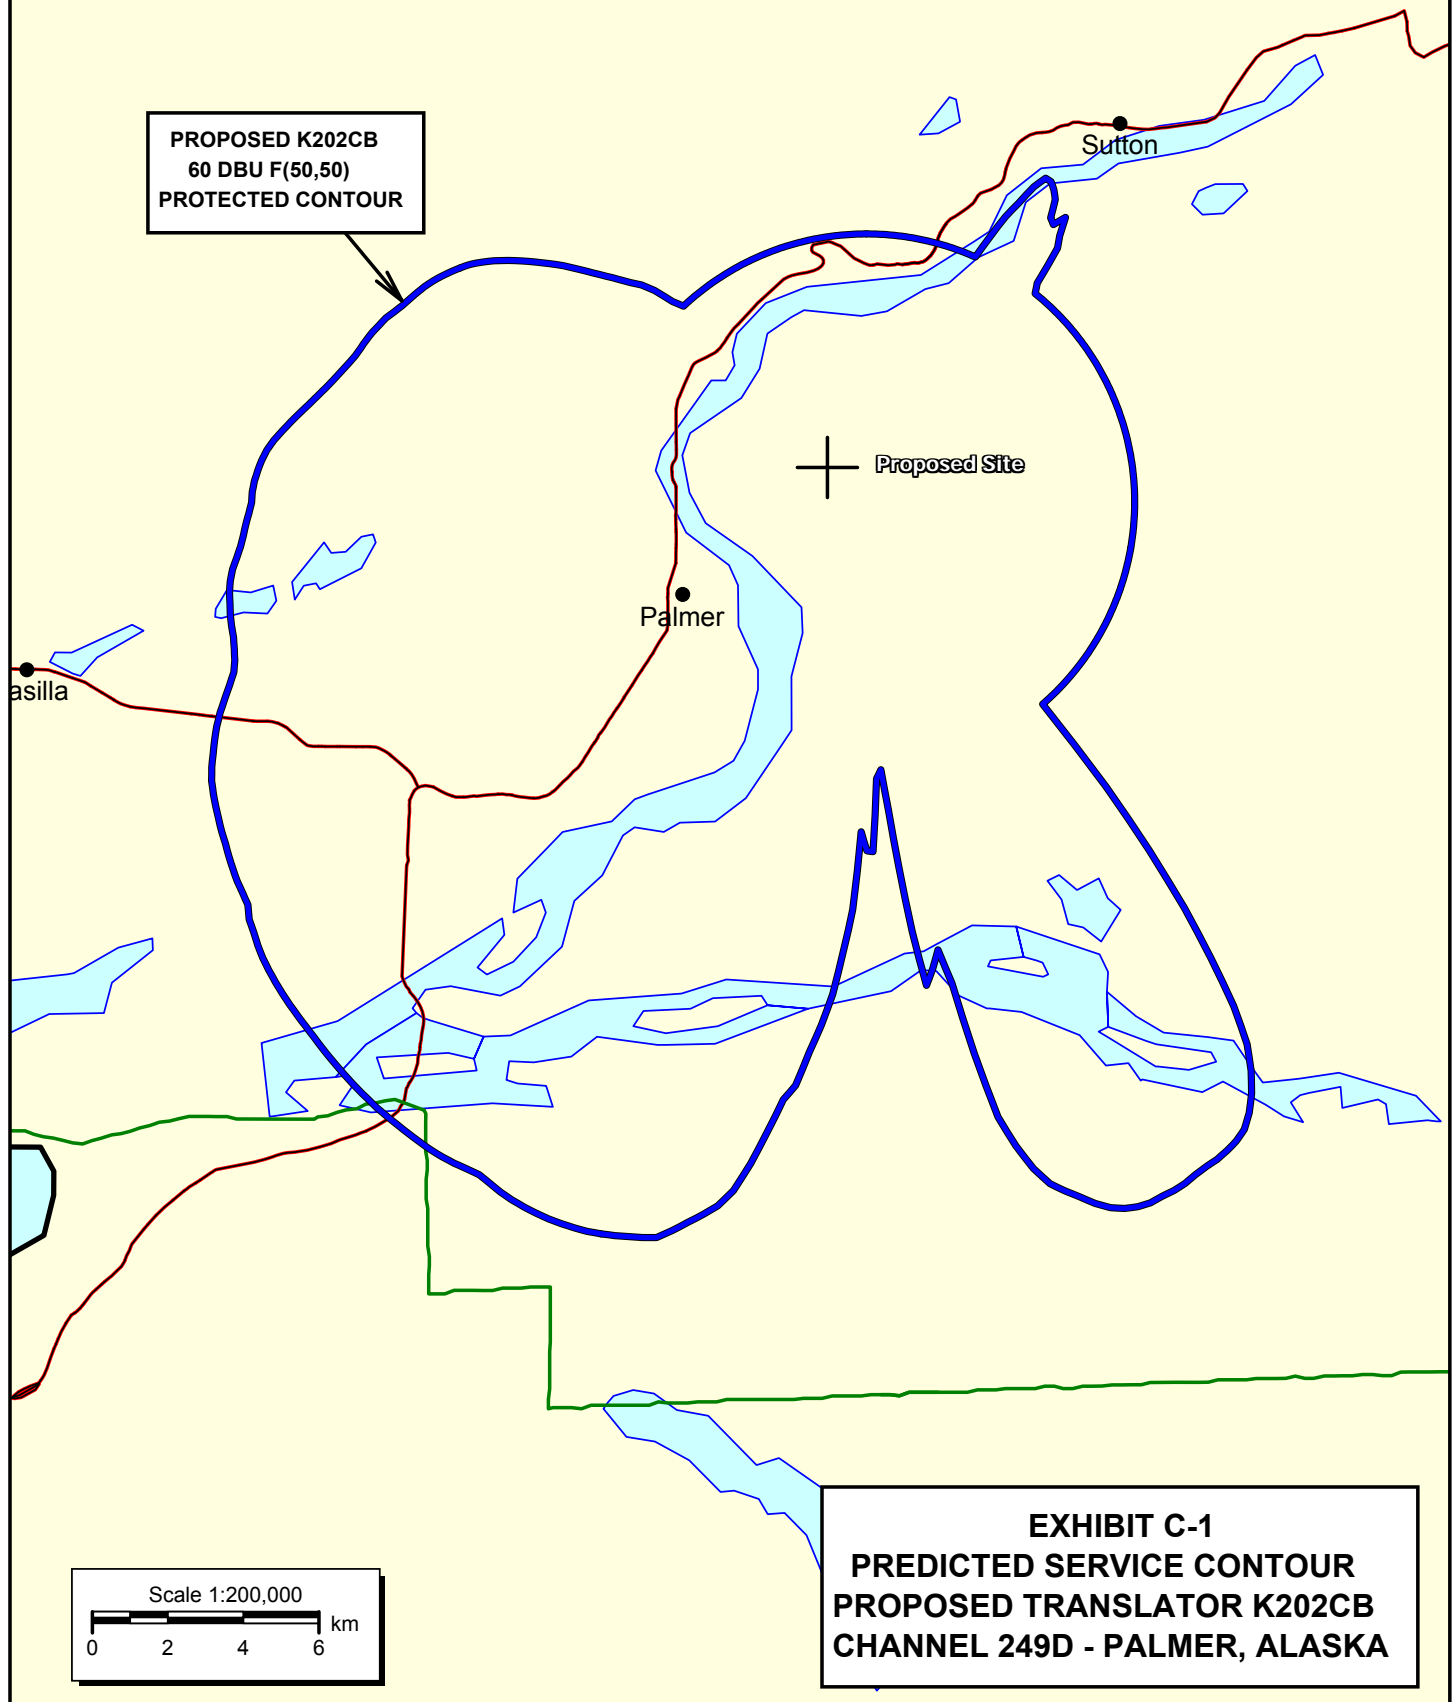 PROPOSED K202CB
60 DBU F(50,50)
PROTECTED CONTOUR
Sutton
Proposed Site
Palmer
asilla
EXHIBIT C-1
PREDICTED SERVICE CONTOUR
PROPOSED TRANSLATOR K202CB
CHANNEL 249D - PALMER, ALASKA
Scale 1:200,000
km
0 2 4 6